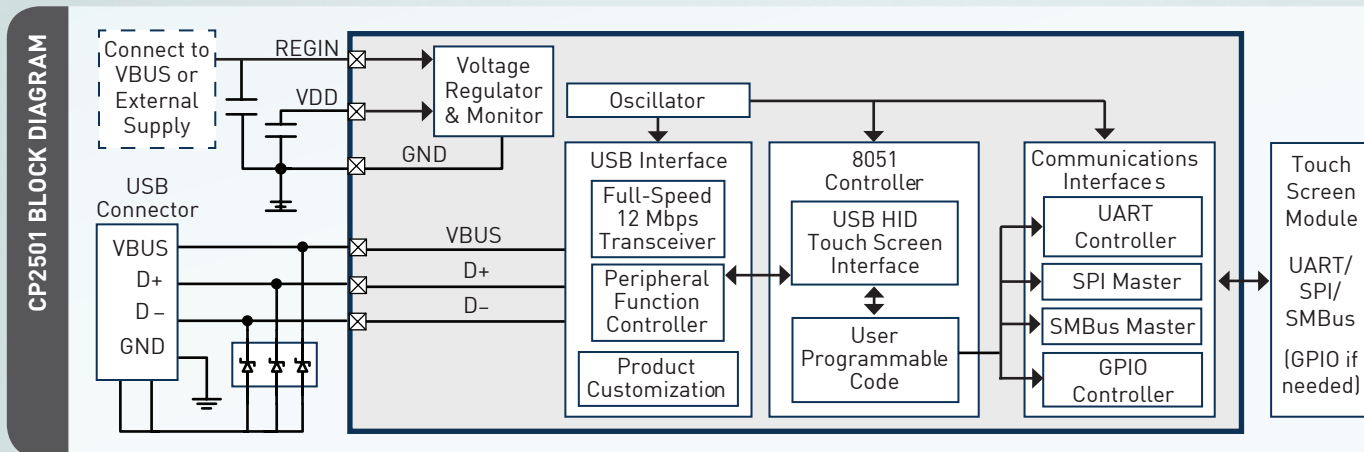 CP2501 BLOCK DIAGRAM
Connect to
VBUS or
External
Supply
REGIN
VDD
GND
Voltage
Regulator
& Monitor
Oscillator
USB
Connector
VBUS
D+
D–
GND
VBUS
D+
D–
USB Interface
Full-Speed
12 Mbps
Transceiver
Peripheral
Function
Controller
Product
Customization
8051
Controller
USB HID
Touch Screen
Interface
User
Programmable
Code
Communications
Interfaces
UART
Controller
SPI Master
SMBus Master
GPIO
Controller
Touch
Screen
Module
UART/
SPI/
SMBus
(GPIO if
needed)